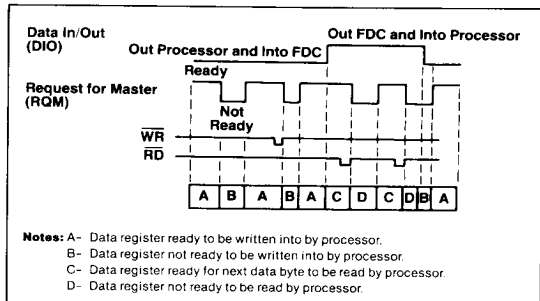 Data In/Out
(DIO)
Out Processor and Into FDC
Out FDC and Into Processor
Ready
Request for Master
(RQM)
Not
Ready
WR
RD
A B A B A C D C D B A
Notes: A- Data register ready to be written into by processor.
B- Data register not ready to be written into by processor.
C- Data register ready for next data byte to be read by processor.
D- Data register not ready to be read by processor.